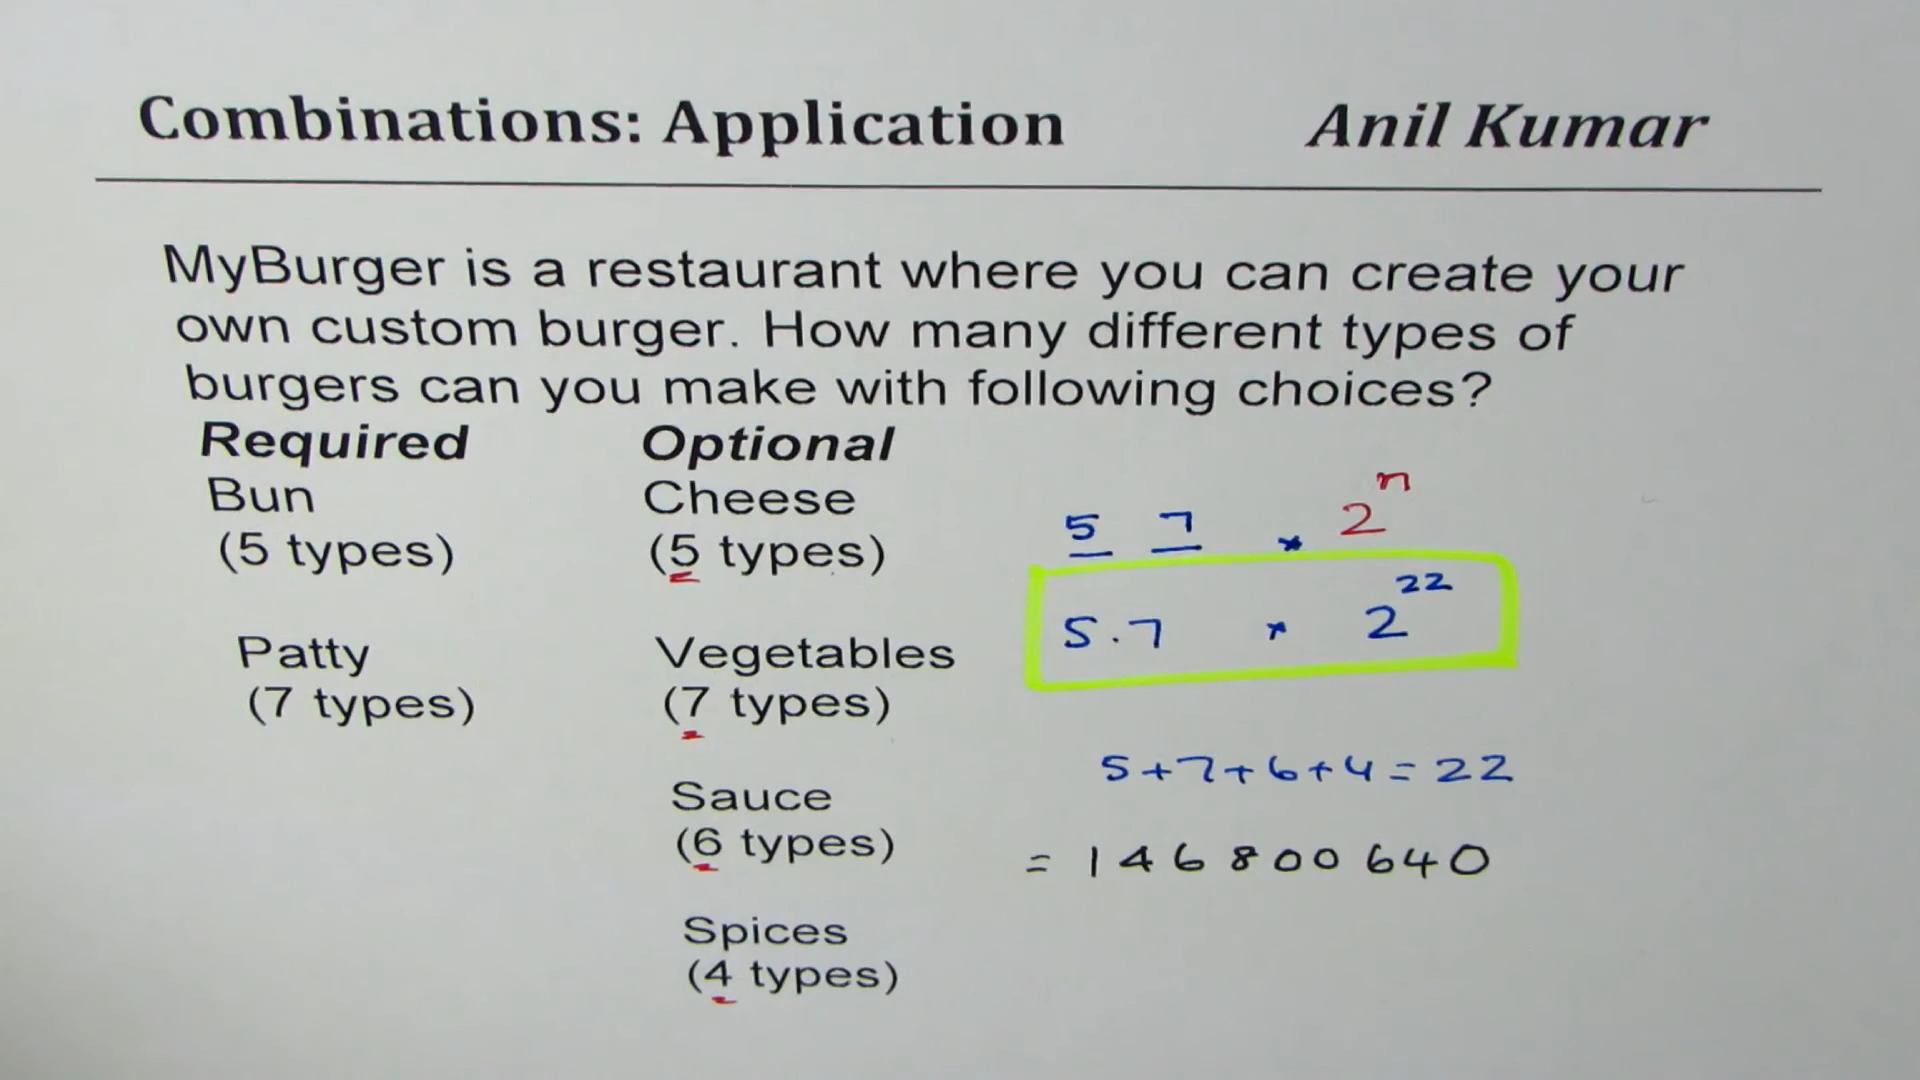 Combinations: Application Anil Kumar
MyBurger is a restaurant where you can create your
own custom burger. How many different types of
burgers can you make with following choices?
Required Optional
Bun Cheese
(5 types) (5 types)
Patty Vegetables
(7 types) (7 types)
Sauce
(6 types)
Spices
(4 types)
5 7 * 2^n
5.7 * 2^22
5+7+6+4=22
= 146 800 640